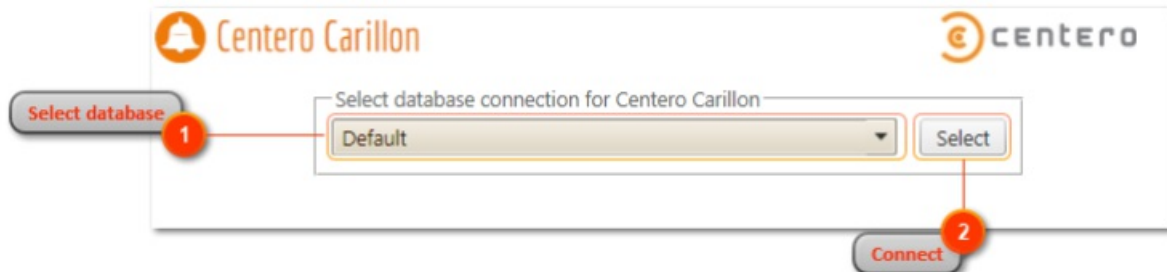 Centero Carillon
centero
Select database connection for Centero Carillon
Select database
1
Default
Select
2
Connect